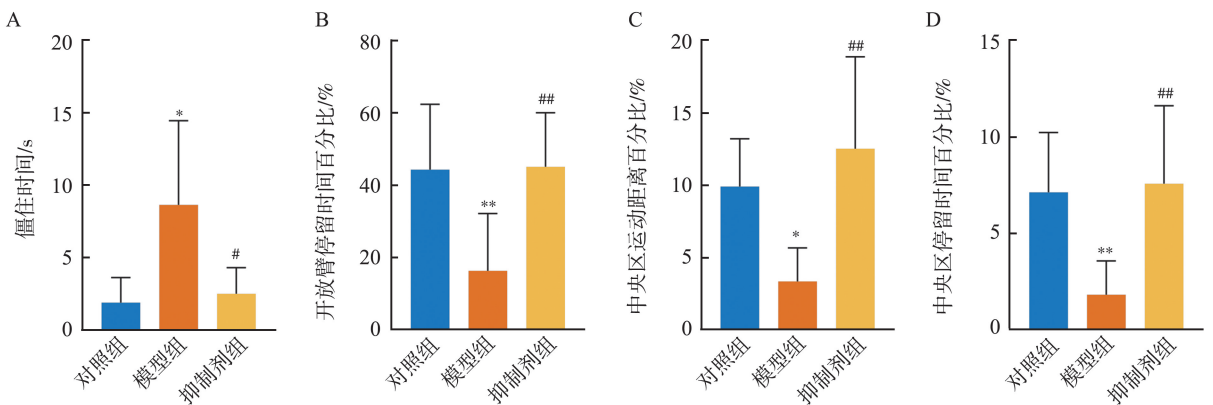 A
僵住时间/s
20
15
10
5
0
*
#
对照组
模型组
抑制剂组
B
开放臂停留时间百分比/%
80
60
40
20
0
**
##
对照组
模型组
抑制剂组
C
中央区运动距离百分比/%
20
15
10
5
0
*
##
对照组
模型组
抑制剂组
D
中央区停留时间百分比/%
15
10
5
0
**
##
对照组
模型组
抑制剂组